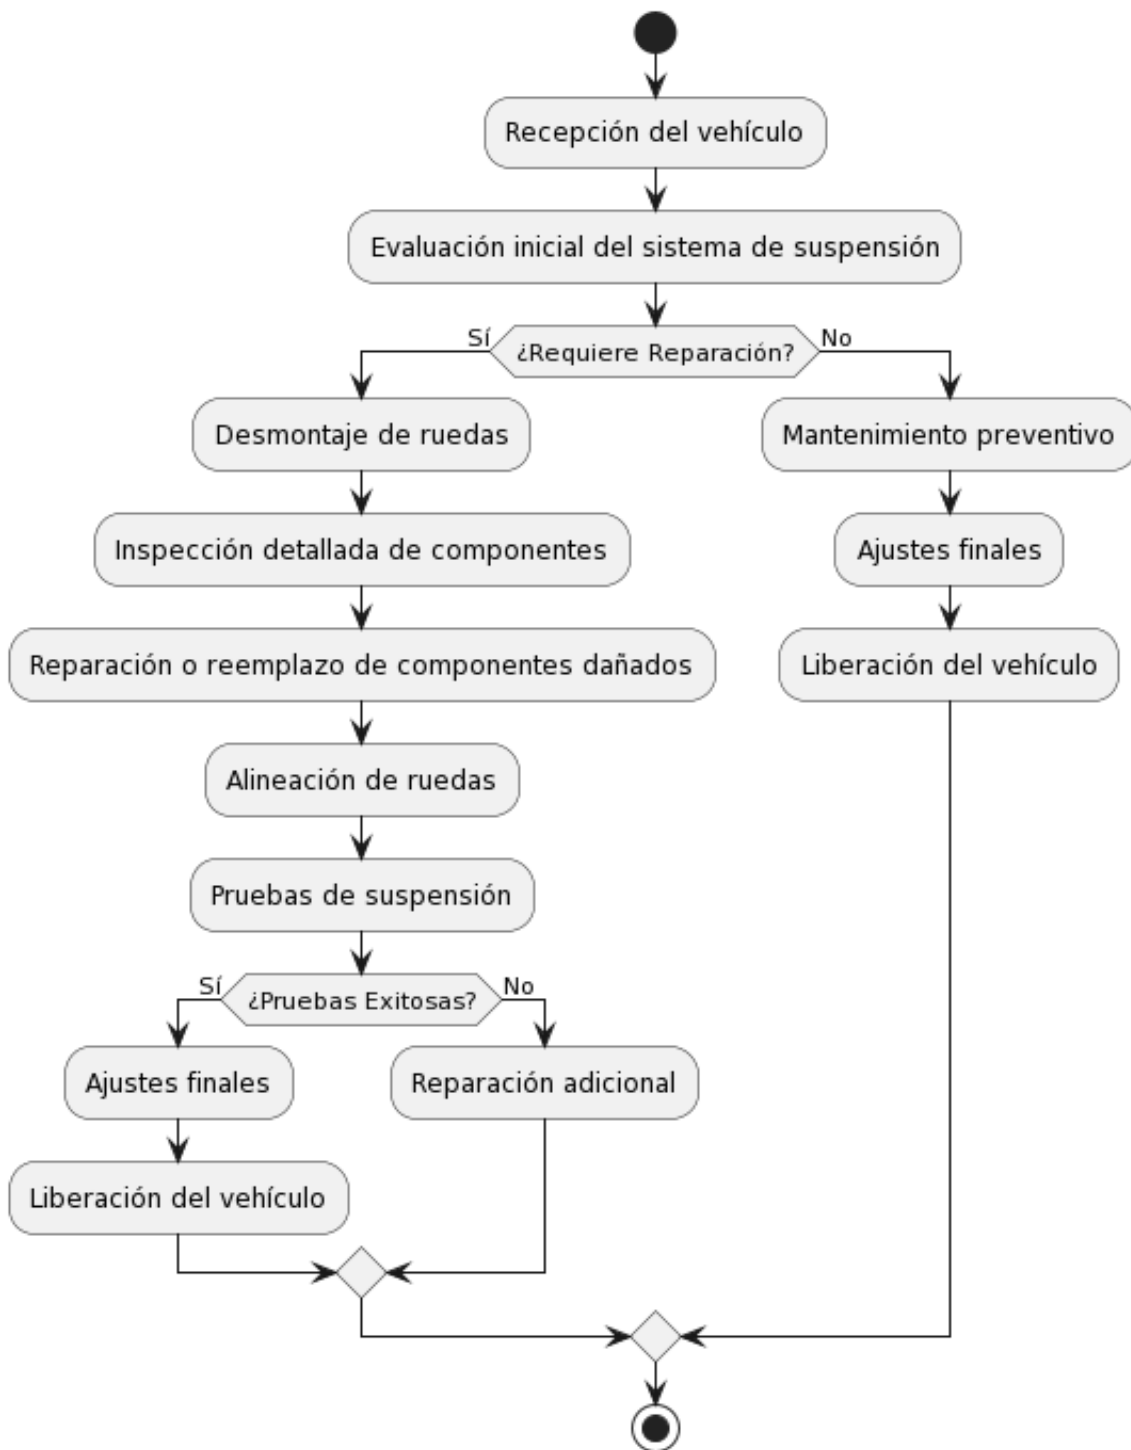 Recepción del vehículo
Evaluación inicial del sistema de suspensión
Sí
¿Requiere Reparación?
No
Desmontaje de ruedas
Mantenimiento preventivo
Inspección detallada de componentes
Ajustes finales
Reparación o reemplazo de componentes dañados
Liberación del vehículo
Alineación de ruedas
Pruebas de suspensión
Sí
¿Pruebas Exitosas?
No
Ajustes finales
Reparación adicional
Liberación del vehículo